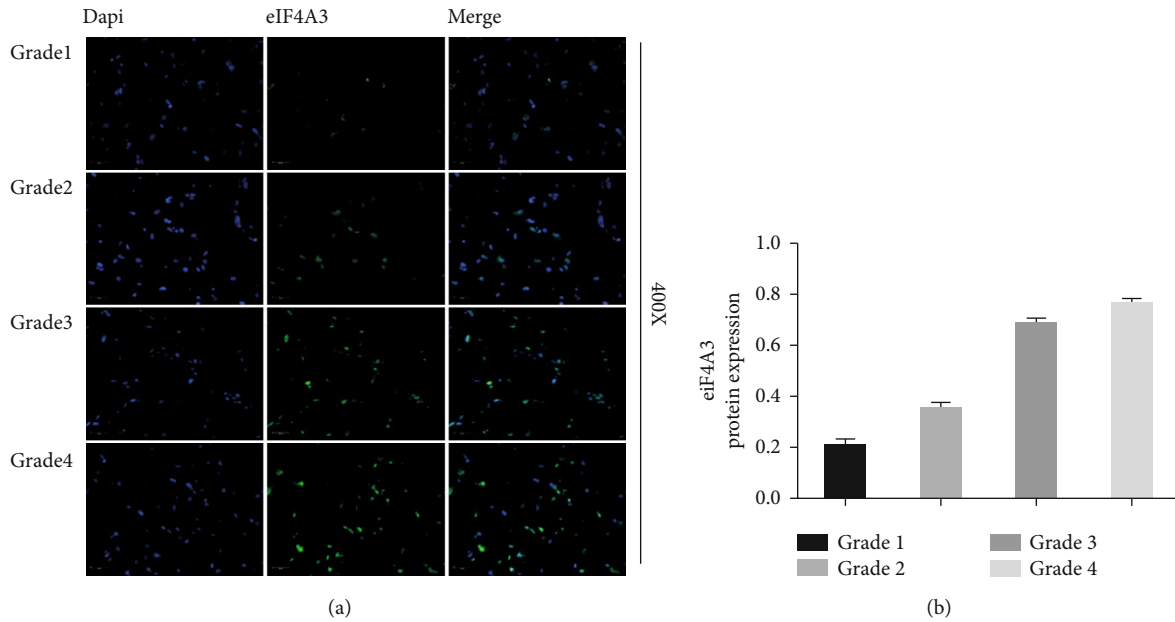 Dapi eIF4A3 Merge
Grade1
Grade2
Grade3
Grade4
400X
(a)
eiF4A3
protein expression
1.0
0.8
0.6
0.4
0.2
0.0
Grade 1 Grade 3
Grade 2 Grade 4
(b)